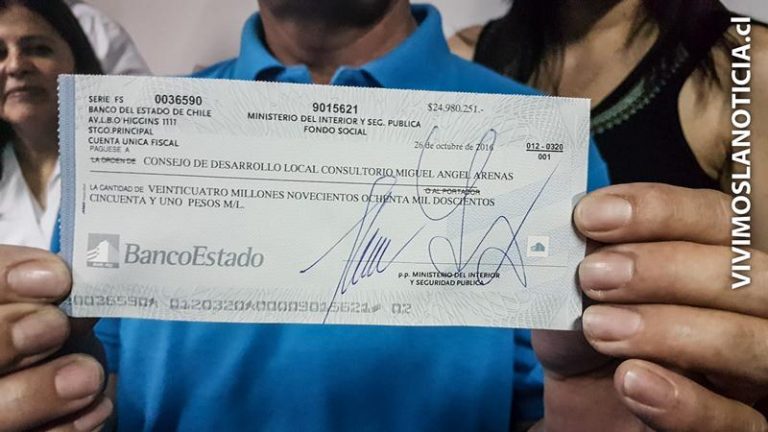 SERIE FS 0036590
BANCO DEL ESTADO DE CHILE
AV.L.B.O'HIGGINS 1111
STGO.PRINCIPAL
CUENTA UNICA FISCAL
9015621
MINISTERIO DEL INTERIOR Y SEG. PUBLICA
FONDO SOCIAL
$24.980.251.-
26 de octubre de 2016
012-0320
001
PAGUESE A
LA ORDEN DE CONSEJO DE DESARROLLO LOCAL CONSULTORIO MIGUEL ANGEL ARENAS
O AL PORTADOR
LA CANTIDAD DE VEINTICUATRO MILLONES NOVECIENTOS OCHENTA MIL DOSCIENTOS
CINCUENTA Y UNO PESOS M/L.
BancoEstado
p.p. MINISTERIO DEL INTERIOR
Y SEGURIDAD PUBLICA
0036590A 0120320A00009015621 02
VIVIMOSLANOTICIA.cl